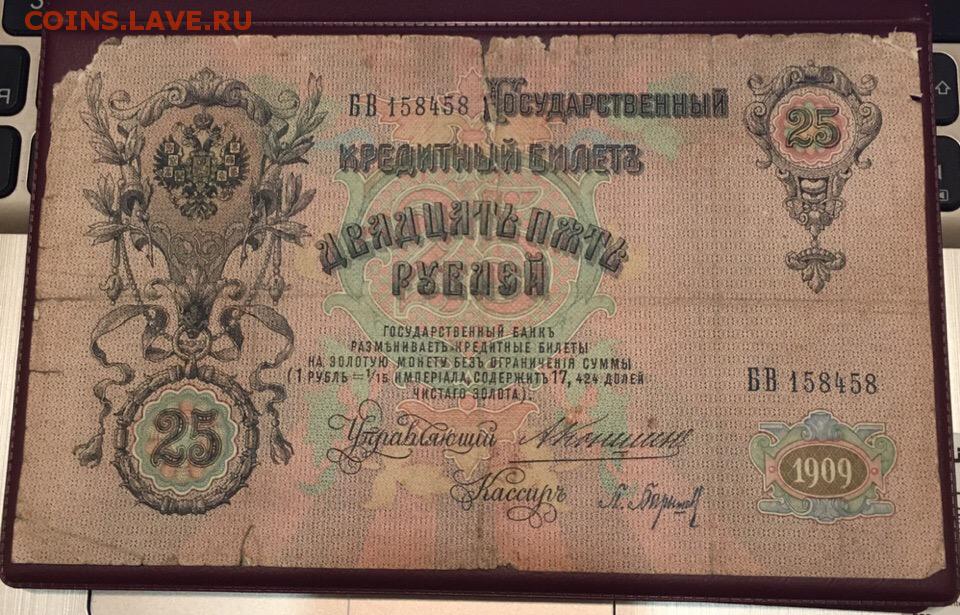 COINS.LAVE.RU
БВ 158458 Государственный
Кредитный Билетъ
25
Двадцать Пять
Рублей
Государственный Банкъ
размѣниваетъ кредитные билеты
на золотую монету безъ ограниченія суммы
(1 рубль = 1/15 имперіала, содержитъ 17,424 долей
чистаго золота).
БВ 158458
25
25
Управляющій А Коншинъ
1909
Кассиръ